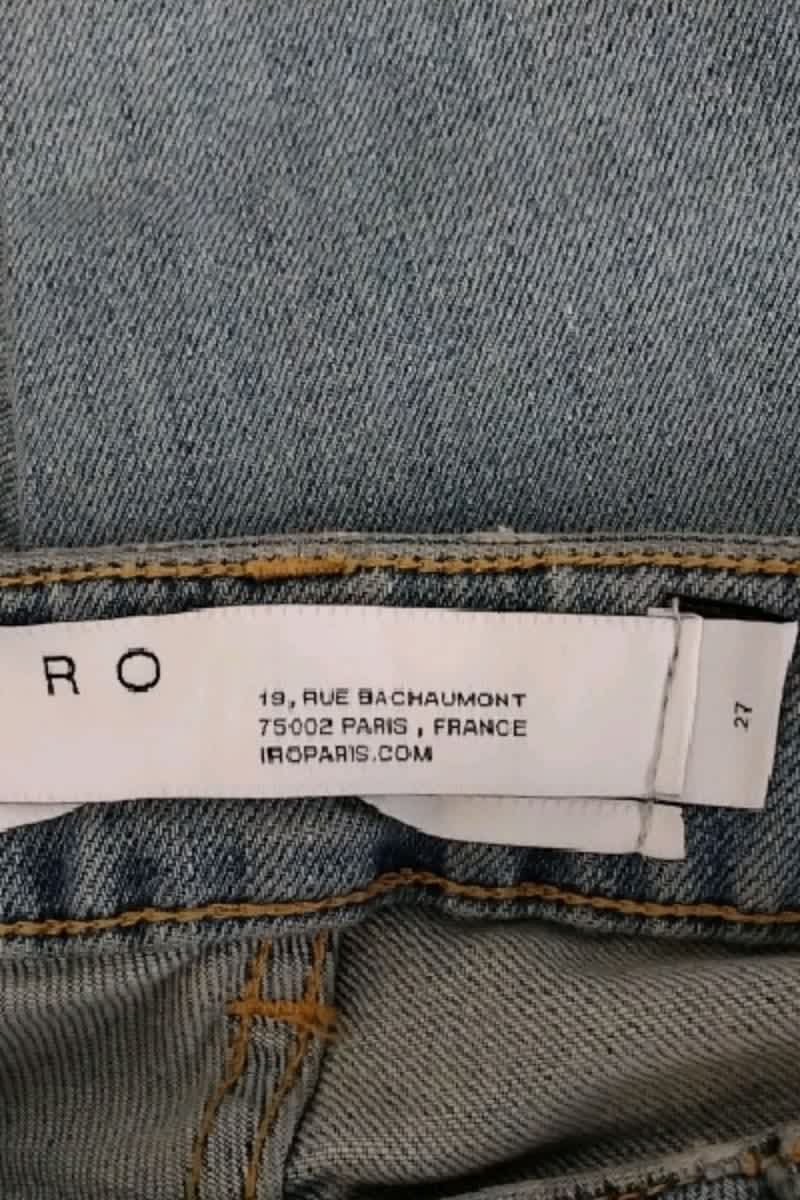 R O
19, RUE BACHAUMONT
75002 PARIS , FRANCE
IROPARIS.COM
27